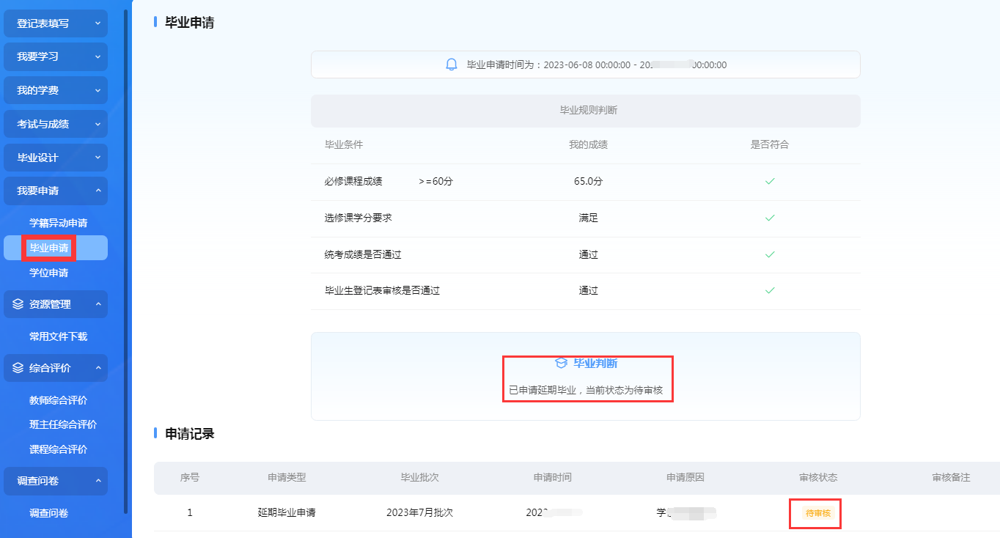 登记表填写
我要学习
我的学费
考试与成绩
毕业设计
我要申请
学籍异动申请
毕业申请
学位申请
资源管理
常用文件下载
综合评价
教师综合评价
班主任综合评价
课程综合评价
调查问卷
调查问卷
毕业申请
毕业申请时间为：2023-06-08 00:00:00 - 20 00:00:00
毕业规则判断
毕业条件 我的成绩 是否符合
必修课程成绩 >=60分 65.0分
选修课学分要求 满足
统考成绩是否通过 通过
毕业生登记表审核是否通过 通过
毕业判断
已申请延期毕业，当前状态为待审核
申请记录
序号 申请类型 毕业批次 申请时间 申请原因 审核状态 审核备注
1 延期毕业申请 2023年7月批次 202 学 待审核